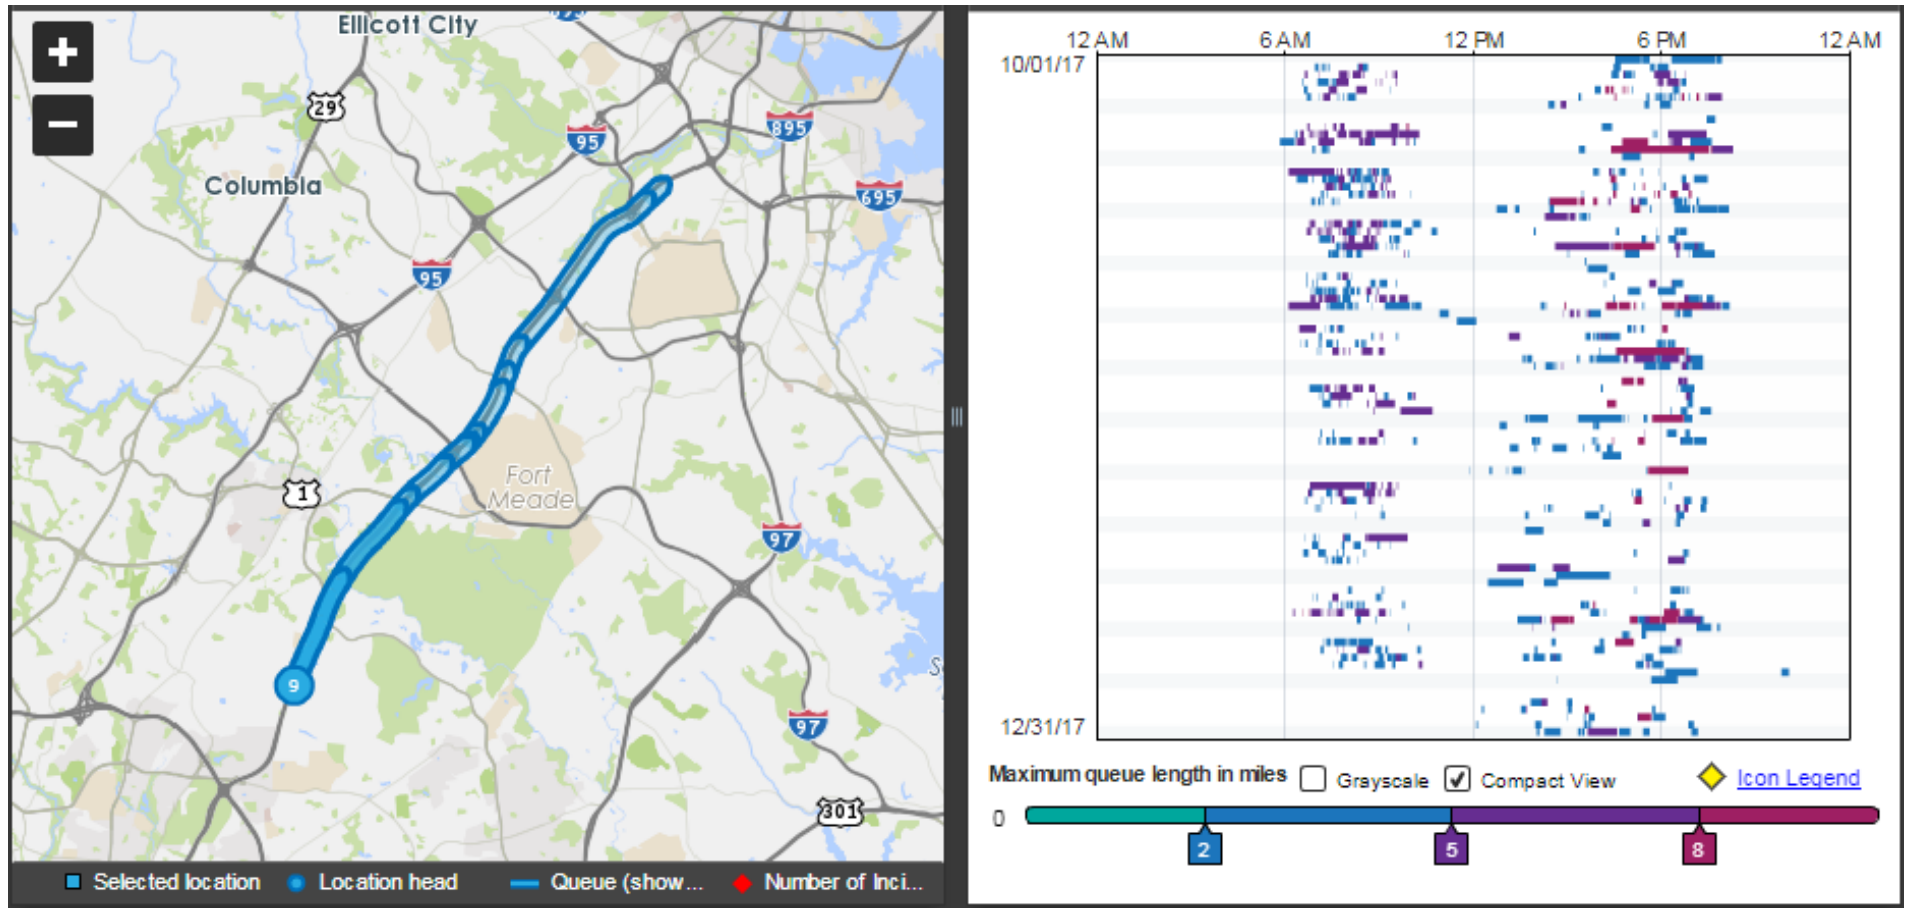 +
−
Ellicott City
29
95
895
Columbia
695
95
Fort
Meade
1
97
9
97
301
Selected location
Location head
Queue (show...
Number of Inci...
12 AM
6 AM
12 PM
6 PM
12 AM
10/01/17
12/31/17
Maximum queue length in miles
Grayscale
Compact View
Icon Legend
0
2
5
8